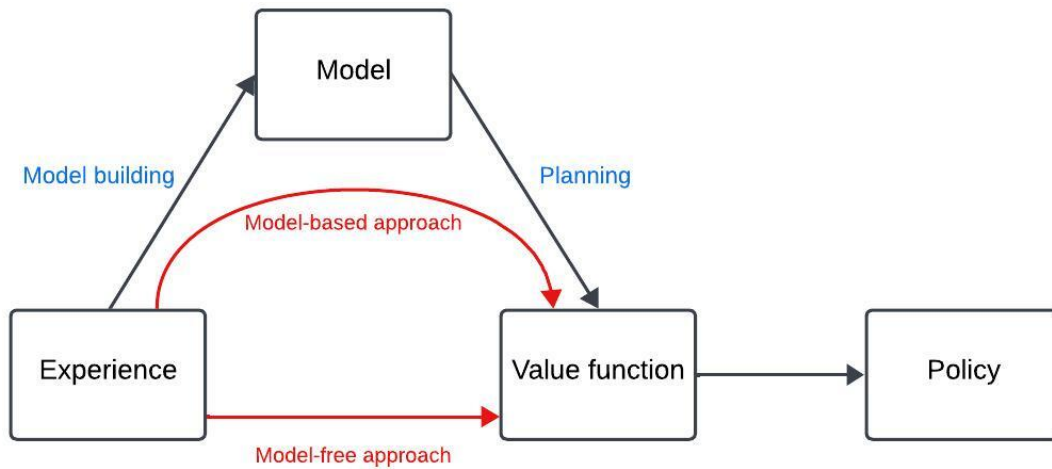 Model
Model building
Planning
Model-based approach
Experience
Value function
Policy
Model-free approach